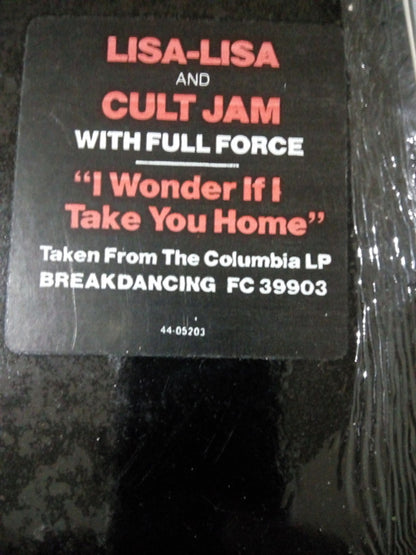 LISA-LISA
AND
CULT JAM
WITH FULL FORCE
“I Wonder If I
Take You Home”
Taken From The Columbia LP
BREAKDANCING FC 39903
44-05203